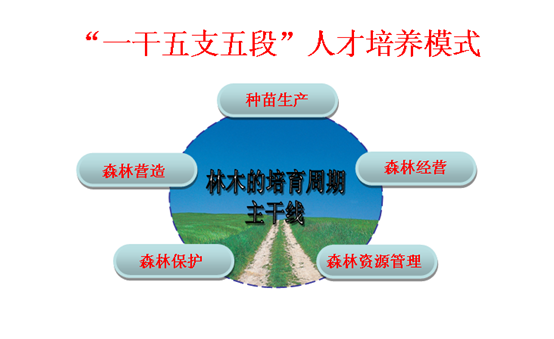 “一干五支五段”人才培养模式
种苗生产
森林营造
森林经营
林木的培育周期
主干线
森林保护
森林资源管理